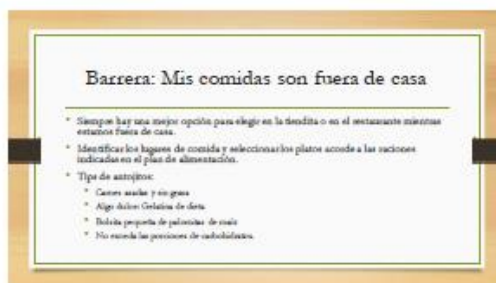 Barrera: Mis comidas son fuera de casa
Siempre hay una mejor opción para elegir en la tiendita o en el restaurante mientras
estamos fuera de casa.
Identificar los lugares de comida y seleccionar los platos acorde a las raciones
indicadas en el plan de alimentación.
Tips de antojitos:
Carnes asadas y sin grasa
Algo dulce: Gelatina de dieta
Bolsita pequeña de palomitas de maíz
No exceda las porciones de carbohidratos.